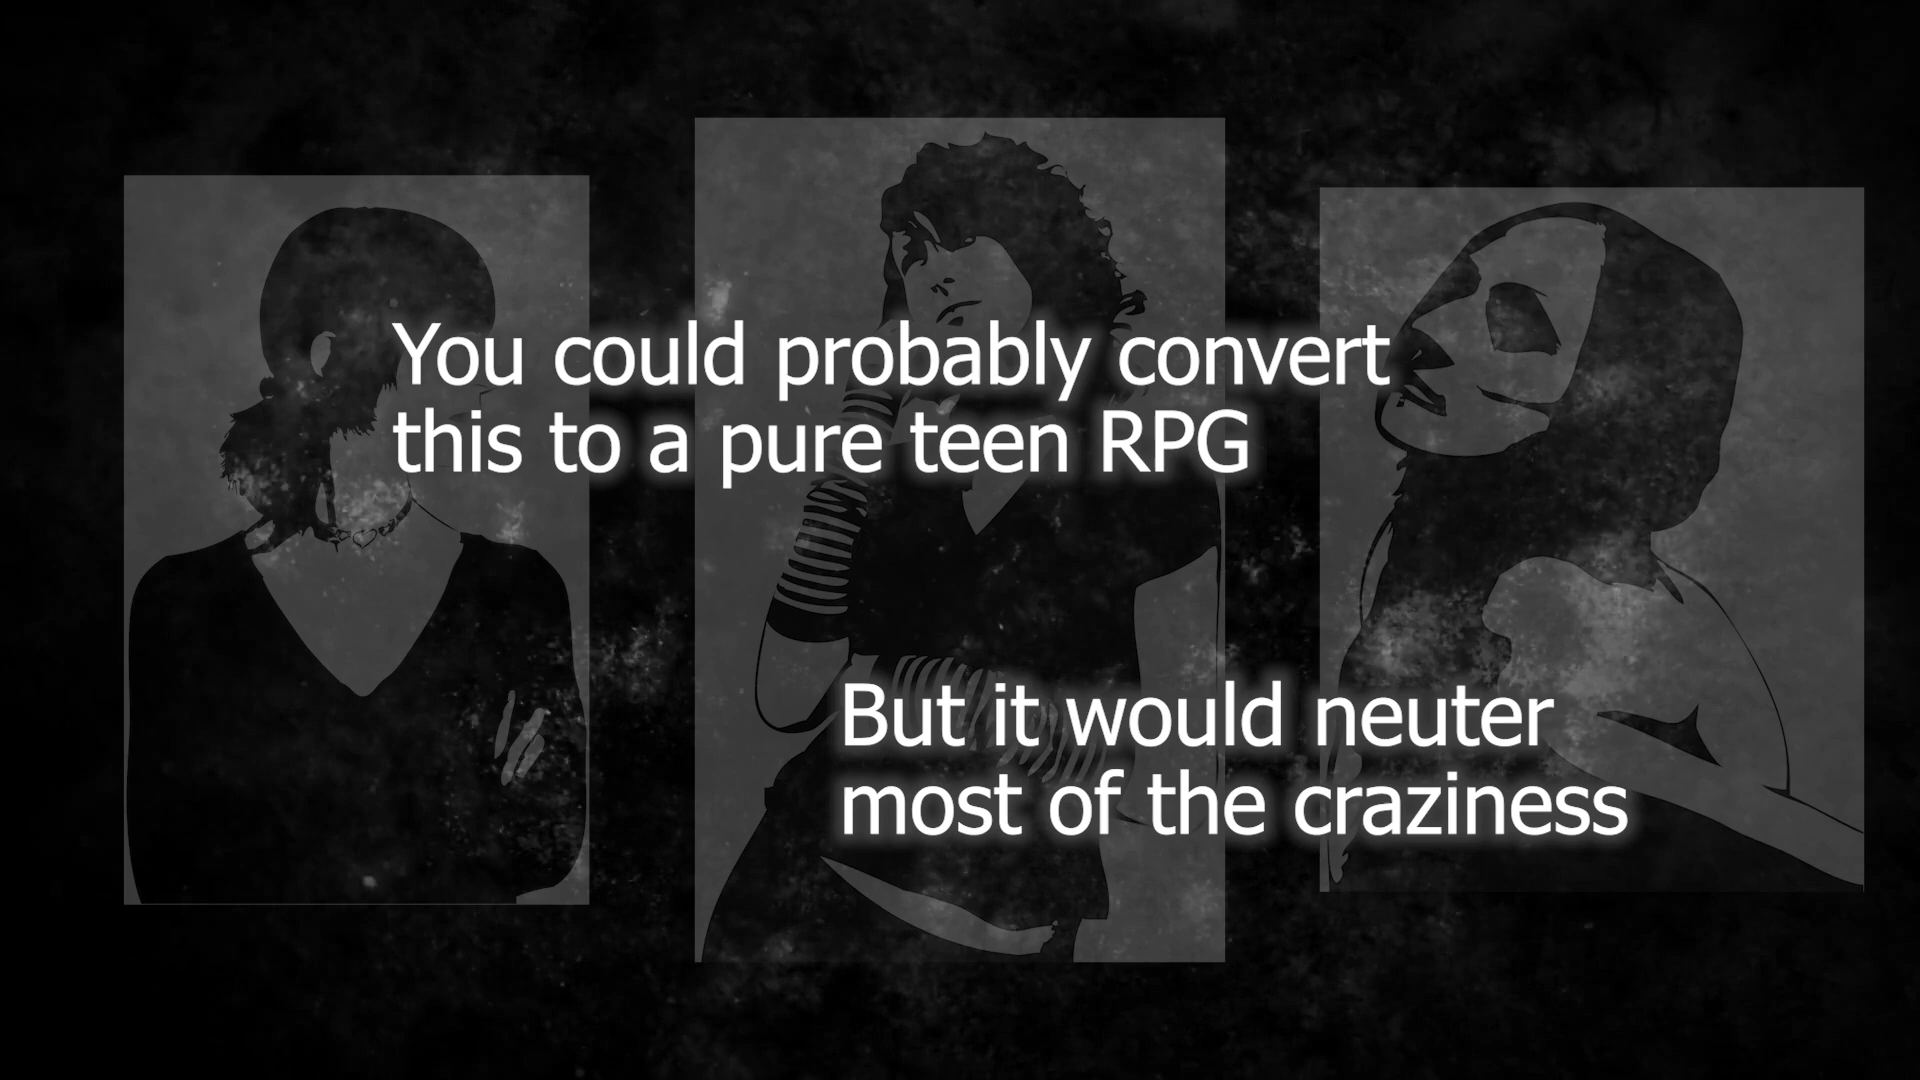 You could probably convert
this to a pure teen RPG
But it would neuter
most of the craziness